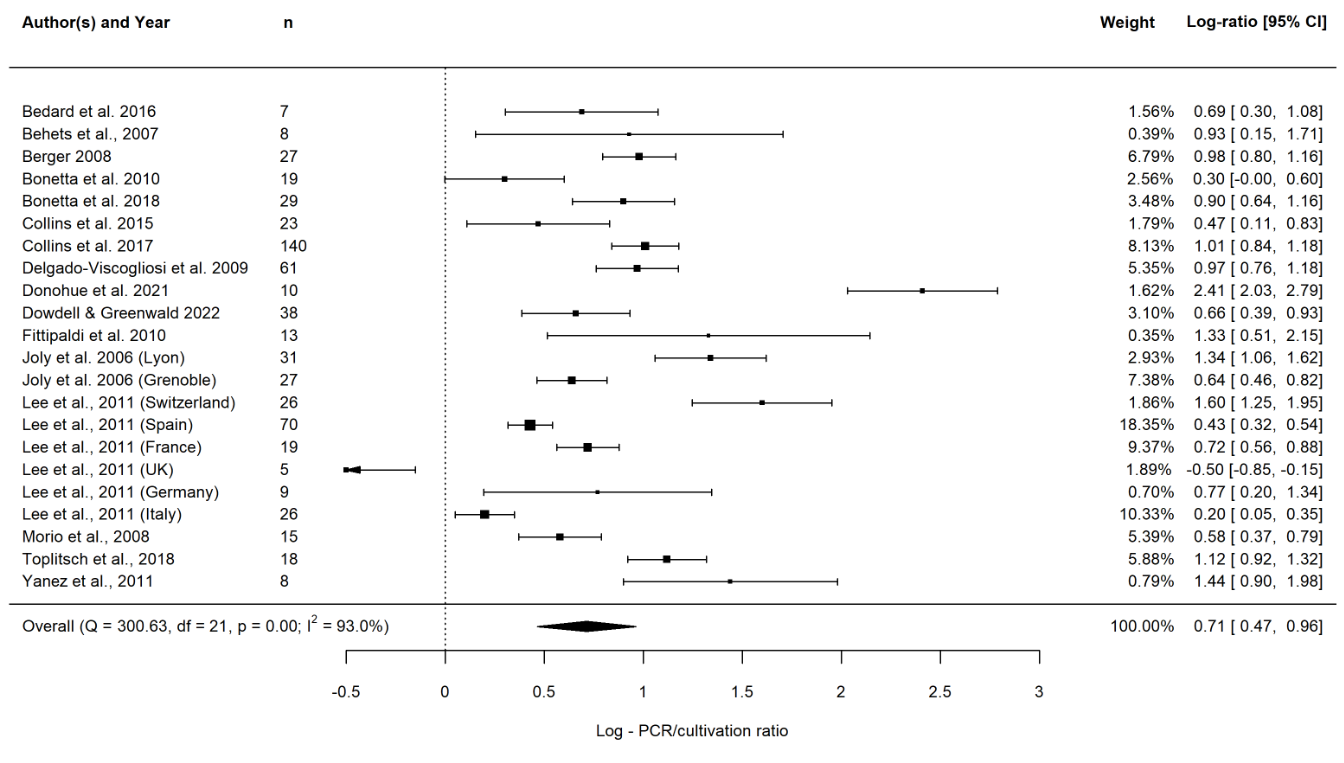 Author(s) and Year n Weight Log-ratio [95% CI]
Bedard et al. 2016 7 1.56% 0.69 [ 0.30, 1.08]
Behets et al., 2007 8 0.39% 0.93 [ 0.15, 1.71]
Berger 2008 27 6.79% 0.98 [ 0.80, 1.16]
Bonetta et al. 2010 19 2.56% 0.30 [-0.00, 0.60]
Bonetta et al. 2018 29 3.48% 0.90 [ 0.64, 1.16]
Collins et al. 2015 23 1.79% 0.47 [ 0.11, 0.83]
Collins et al. 2017 140 8.13% 1.01 [ 0.84, 1.18]
Delgado-Viscogliosi et al. 2009 61 5.35% 0.97 [ 0.76, 1.18]
Donohue et al. 2021 10 1.62% 2.41 [ 2.03, 2.79]
Dowdell & Greenwald 2022 38 3.10% 0.66 [ 0.39, 0.93]
Fittipaldi et al. 2010 13 0.35% 1.33 [ 0.51, 2.15]
Joly et al. 2006 (Lyon) 31 2.93% 1.34 [ 1.06, 1.62]
Joly et al. 2006 (Grenoble) 27 7.38% 0.64 [ 0.46, 0.82]
Lee et al., 2011 (Switzerland) 26 1.86% 1.60 [ 1.25, 1.95]
Lee et al., 2011 (Spain) 70 18.35% 0.43 [ 0.32, 0.54]
Lee et al., 2011 (France) 19 9.37% 0.72 [ 0.56, 0.88]
Lee et al., 2011 (UK) 5 1.89% -0.50 [-0.85, -0.15]
Lee et al., 2011 (Germany) 9 0.70% 0.77 [ 0.20, 1.34]
Lee et al., 2011 (Italy) 26 10.33% 0.20 [ 0.05, 0.35]
Morio et al., 2008 15 5.39% 0.58 [ 0.37, 0.79]
Toplitsch et al., 2018 18 5.88% 1.12 [ 0.92, 1.32]
Yanez et al., 2011 8 0.79% 1.44 [ 0.90, 1.98]
Overall (Q = 300.63, df = 21, p = 0.00; I² = 93.0%) 100.00% 0.71 [ 0.47, 0.96]
-0.5 0 0.5 1 1.5 2 2.5 3
Log - PCR/cultivation ratio